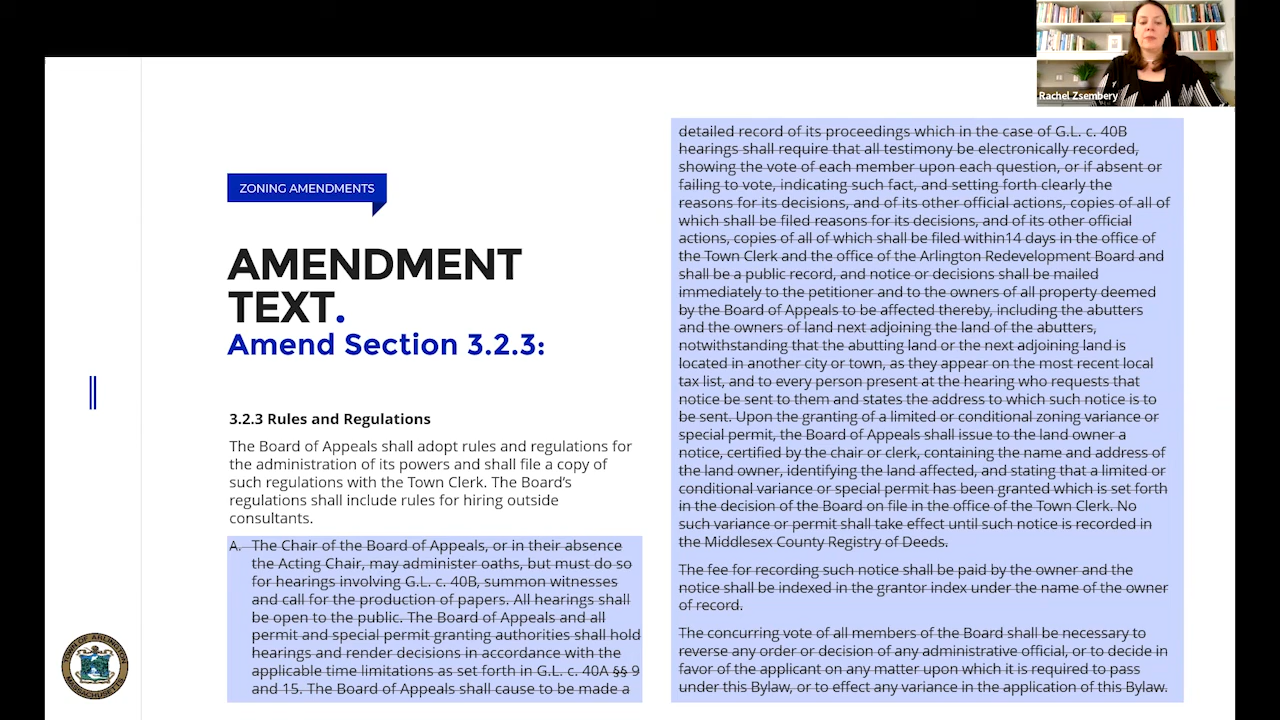 Rachel Zsembery
ZONING AMENDMENTS
AMENDMENT
TEXT.
Amend Section 3.2.3:
3.2.3 Rules and Regulations
The Board of Appeals shall adopt rules and regulations for
the administration of its powers and shall file a copy of
such regulations with the Town Clerk. The Board's
regulations shall include rules for hiring outside
consultants.
A. The Chair of the Board of Appeals, or in their absence
the Acting Chair, may administer oaths, but must do so
for hearings involving G.L. c. 40B, summon witnesses
and call for the production of papers. All hearings shall
be open to the public. The Board of Appeals and all
permit and special permit granting authorities shall hold
hearings and render decisions in accordance with the
applicable time limitations as set forth in G.L. c. 40A §§ 9
and 15. The Board of Appeals shall cause to be made a
detailed record of its proceedings which in the case of G.L. c. 40B
hearings shall require that all testimony be electronically recorded,
showing the vote of each member upon each question, or if absent or
failing to vote, indicating such fact, and setting forth clearly the
reasons for its decisions, and of its other official actions, copies of all of
which shall be filed reasons for its decisions, and of its other official
actions, copies of all of which shall be filed within14 days in the office of
the Town Clerk and the office of the Arlington Redevelopment Board and
shall be a public record, and notice or decisions shall be mailed
immediately to the petitioner and to the owners of all property deemed
by the Board of Appeals to be affected thereby, including the abutters
and the owners of land next adjoining the land of the abutters,
notwithstanding that the abutting land or the next adjoining land is
located in another city or town, as they appear on the most recent local
tax list, and to every person present at the hearing who requests that
notice be sent to them and states the address to which such notice is to
be sent. Upon the granting of a limited or conditional zoning variance or
special permit, the Board of Appeals shall issue to the land owner a
notice, certified by the chair or clerk, containing the name and address of
the land owner, identifying the land affected, and stating that a limited or
conditional variance or special permit has been granted which is set forth
in the decision of the Board on file in the office of the Town Clerk. No
such variance or permit shall take effect until such notice is recorded in
the Middlesex County Registry of Deeds.
The fee for recording such notice shall be paid by the owner and the
notice shall be indexed in the grantor index under the name of the owner
of record.
The concurring vote of all members of the Board shall be necessary to
reverse any order or decision of any administrative official, or to decide in
favor of the applicant on any matter upon which it is required to pass
under this Bylaw, or to effect any variance in the application of this Bylaw.
TOWN OF ARLINGTON
MASSACHUSETTS